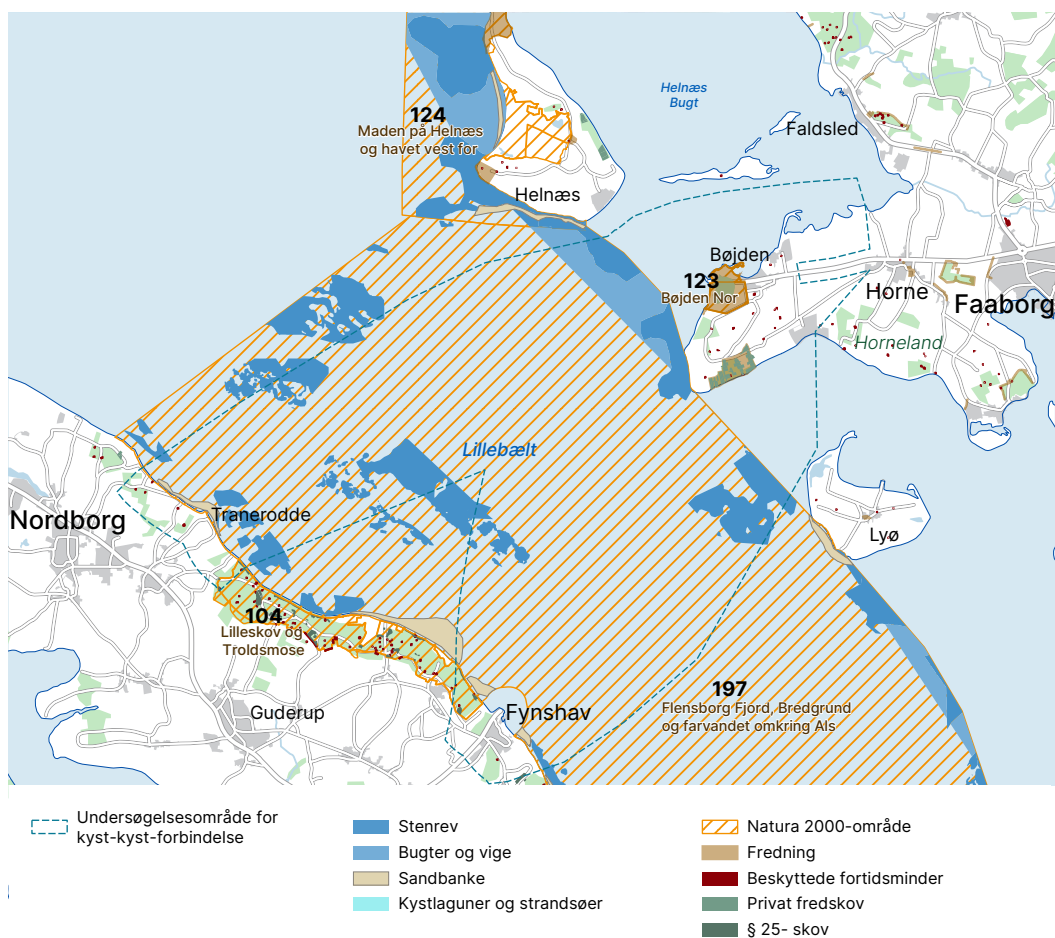 Helnæs
Bugt
124
Maden på Helnæs
og havet vest for
Faldsled
Helnæs
Bøjden
123
Bøjden Nor
Horne
Faaborg
Horneland
Lillebælt
Nordborg
Tranerodde
Lyø
104
Lilleskov og
Troldsmose
197
Flensborg Fjord, Bredgrund
og farvandet omkring Als
Guderup
Fynshav
Undersøgelsesområde for
kyst-kyst-forbindelse
Stenrev
Bugter og vige
Sandbanke
Kystlaguner og strandsøer
Natura 2000-område
Fredning
Beskyttede fortidsminder
Privat fredskov
§ 25- skov